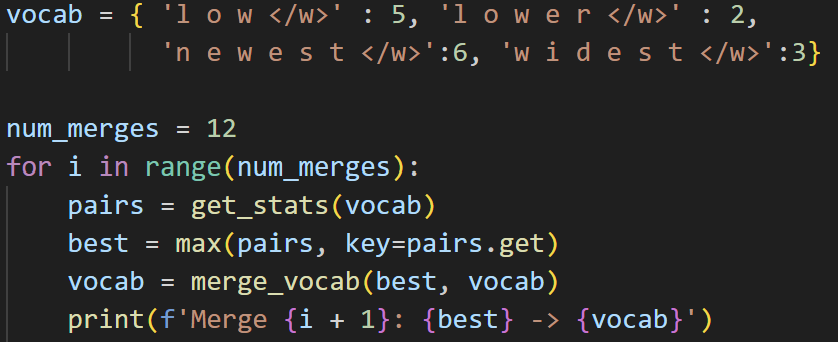 vocab = { 'l o w </w>' : 5, 'l o w e r </w>' : 2,
'n e w e s t </w>':6, 'w i d e s t </w>':3}
num_merges = 12
for i in range(num_merges):
pairs = get_stats(vocab)
best = max(pairs, key=pairs.get)
vocab = merge_vocab(best, vocab)
print(f'Merge {i + 1}: {best} -> {vocab}')